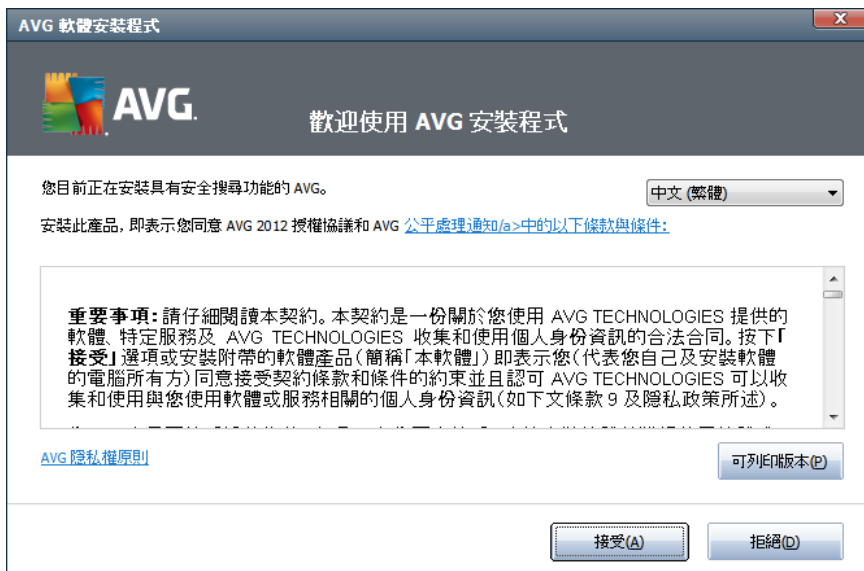 AVG 軟體安裝程式
AVG.
歡迎使用 AVG 安裝程式
您目前正在安裝具有安全搜尋功能的 AVG。
中文 (繁體)
安裝此產品, 即表示您同意 AVG 2012 授權協議和 AVG 公平處理通知/a>中的以下條款與條件:
重要事項: 請仔細閱讀本契約。本契約是一份關於您使用 AVG TECHNOLOGIES 提供的
軟體、特定服務及 AVG TECHNOLOGIES 收集和使用個人身份資訊的合法合同。按下「
接受」選項或安裝附帶的軟體產品(簡稱「本軟體」)即表示您(代表您自己及安裝軟體
的電腦所有方)同意接受契約條款和條件的約束並且認可 AVG TECHNOLOGIES 可以收
集和使用與您使用軟體或服務相關的個人身份資訊(如下文條款 9 及隱私政策所述)。
AVG 隱私權原則
可列印版本(P)
接受(A)
拒絕(D)